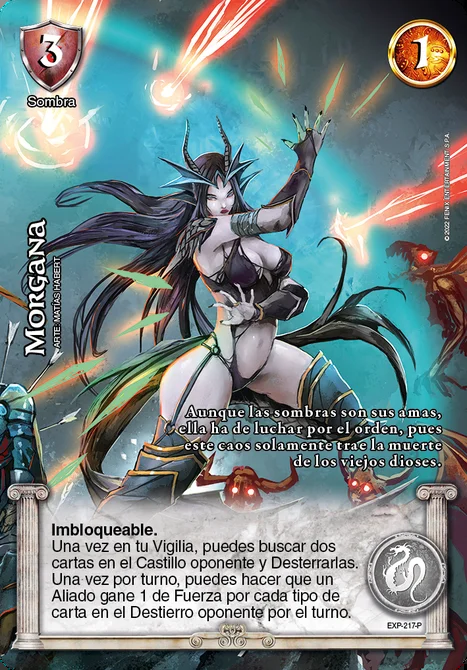 3
Sombra
1
MORGANA
ARTE: MATÍAS HABERT
© 2022 FENIX ENTERTAINMENT S.P.A.
Aunque las sombras son sus amas,
ella ha de luchar por el orden, pues
este caos solamente trae la muerte
de los viejos dioses.
Imbloqueable.
Una vez en tu Vigilia, puedes buscar dos
cartas en el Castillo oponente y Desterrarlas.
Una vez por turno, puedes hacer que un
Aliado gane 1 de Fuerza por cada tipo de
carta en el Destierro oponente por el turno.
EXP-217-P